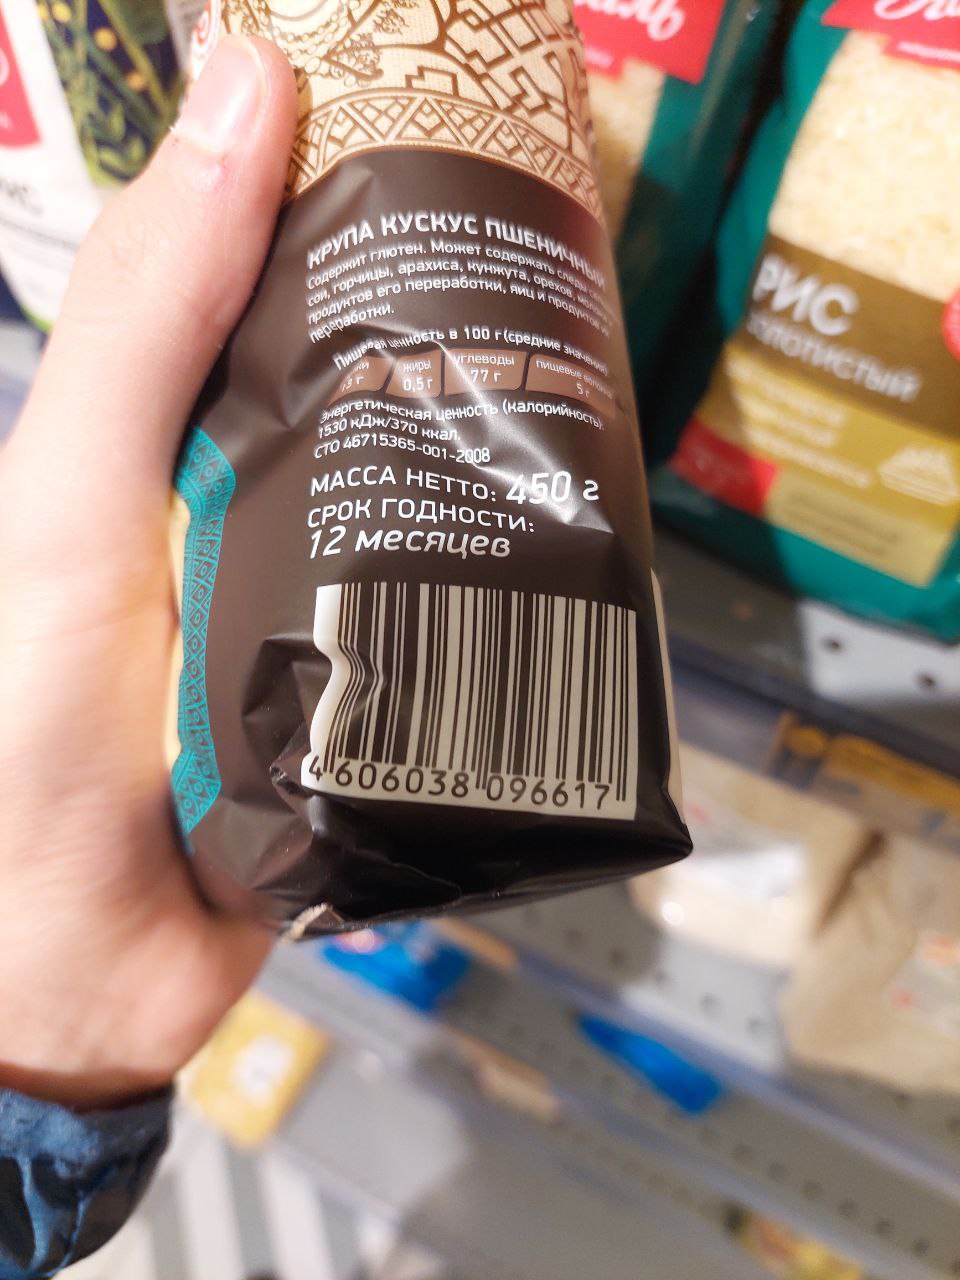 КРУПА КУСКУС ПШЕНИЧНЫЙ
Содержит глютен. Может содержать следы
сои, горчицы, арахиса, кунжута, орехов,
продуктов его переработки, яиц и продуктов их
переработки.
Пищевая ценность в 100 г (средние значения):
жиры
0,5 г
углеводы
77 г
пищевые волокна
5 г
Энергетическая ценность (калорийность):
1530 кДж/370 ккал.
СТО 46715365-001-2008
МАССА НЕТТО: 450 г
СРОК ГОДНОСТИ:
12 месяцев
4 606038 096617
РИС